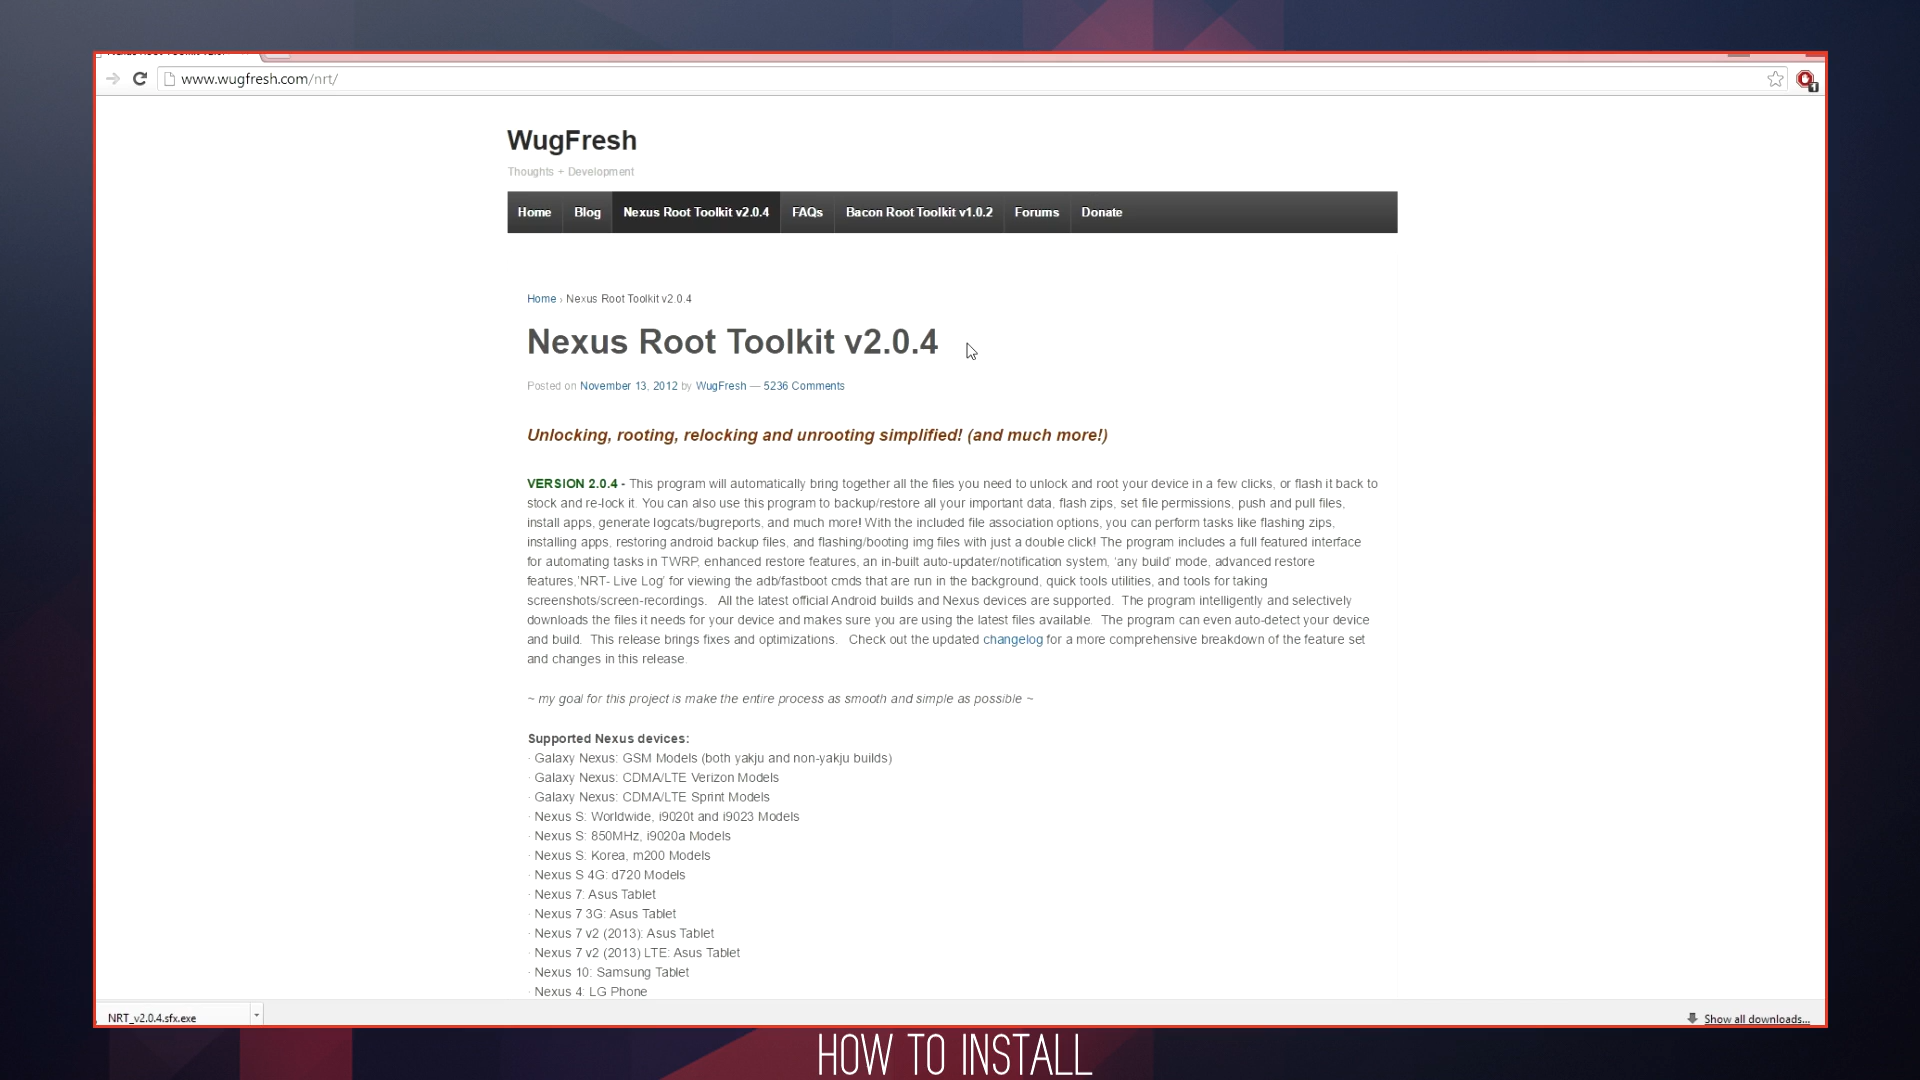 www.wugfresh.com/nrt/
WugFresh
Thoughts + Development
Home Blog Nexus Root Toolkit v2.0.4 FAQs Bacon Root Toolkit v1.0.2 Forums Donate
Home › Nexus Root Toolkit v2.0.4
Nexus Root Toolkit v2.0.4
Posted on November 13, 2012 by WugFresh — 5236 Comments
Unlocking, rooting, relocking and unrooting simplified! (and much more!)
VERSION 2.0.4 - This program will automatically bring together all the files you need to unlock and root your device in a few clicks, or flash it back to
stock and re-lock it. You can also use this program to backup/restore all your important data, flash zips, set file permissions, push and pull files,
install apps, generate logcats/bugreports, and much more! With the included file association options, you can perform tasks like flashing zips,
installing apps, restoring android backup files, and flashing/booting img files with just a double click! The program includes a full featured interface
for automating tasks in TWRP, enhanced restore features, an in-built auto-updater/notification system, 'any build' mode, advanced restore
features,'NRT- Live Log' for viewing the adb/fastboot cmds that are run in the background, quick tools utilities, and tools for taking
screenshots/screen-recordings. All the latest official Android builds and Nexus devices are supported. The program intelligently and selectively
downloads the files it needs for your device and makes sure you are using the latest files available. The program can even auto-detect your device
and build. This release brings fixes and optimizations. Check out the updated changelog for a more comprehensive breakdown of the feature set
and changes in this release.
~ my goal for this project is make the entire process as smooth and simple as possible ~
Supported Nexus devices:
· Galaxy Nexus: GSM Models (both yakju and non-yakju builds)
· Galaxy Nexus: CDMA/LTE Verizon Models
· Galaxy Nexus: CDMA/LTE Sprint Models
· Nexus S: Worldwide, i9020t and i9023 Models
· Nexus S: 850MHz, i9020a Models
· Nexus S: Korea, m200 Models
· Nexus S 4G: d720 Models
· Nexus 7: Asus Tablet
· Nexus 7 3G: Asus Tablet
· Nexus 7 v2 (2013): Asus Tablet
· Nexus 7 v2 (2013) LTE: Asus Tablet
· Nexus 10: Samsung Tablet
· Nexus 4: LG Phone
NRT_v2.0.4.sfx.exe
Show all downloads...
HOW TO INSTALL